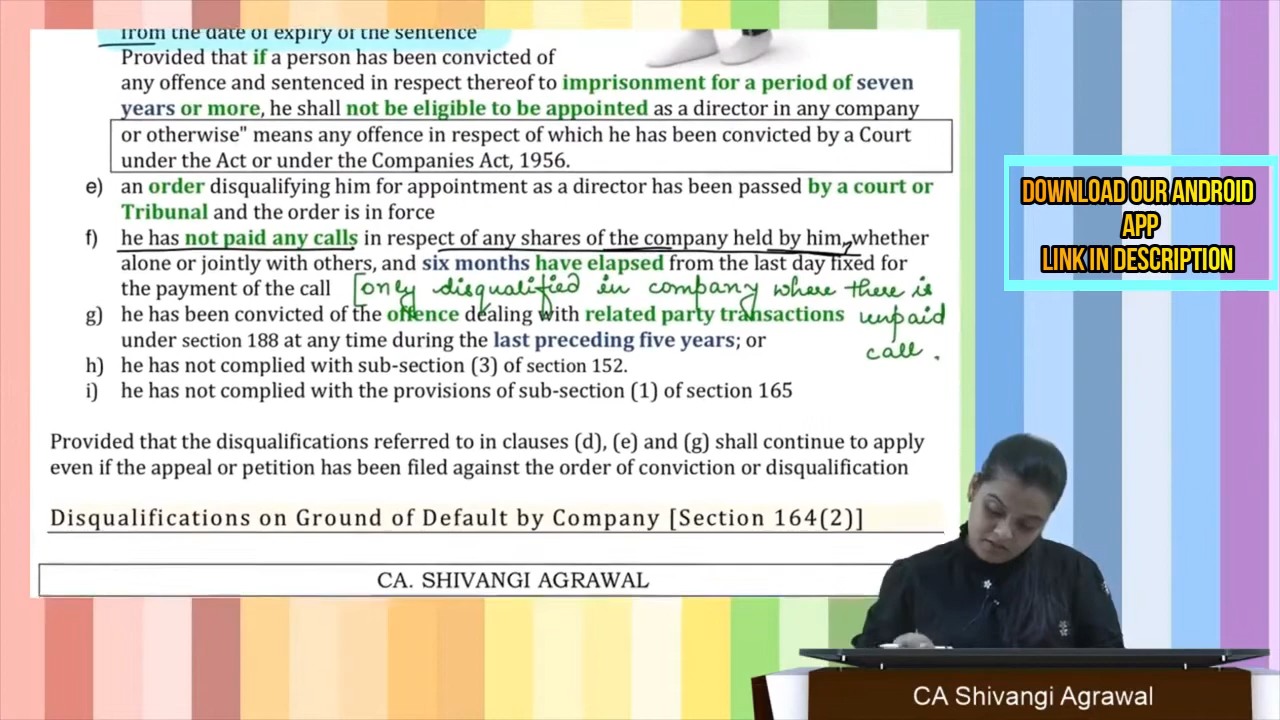 from the date of expiry of the sentence
Provided that if a person has been convicted of
any offence and sentenced in respect thereof to imprisonment for a period of seven
years or more, he shall not be eligible to be appointed as a director in any company
or otherwise" means any offence in respect of which he has been convicted by a Court
under the Act or under the Companies Act, 1956.
e) an order disqualifying him for appointment as a director has been passed by a court or
Tribunal and the order is in force
f) he has not paid any calls in respect of any shares of the company held by him, whether
alone or jointly with others, and six months have elapsed from the last day fixed for
the payment of the call [only disqualified in company where there is
unpaid
call.
g) he has been convicted of the offence dealing with related party transactions
under section 188 at any time during the last preceding five years; or
h) he has not complied with sub-section (3) of section 152.
i) he has not complied with the provisions of sub-section (1) of section 165
Provided that the disqualifications referred to in clauses (d), (e) and (g) shall continue to apply
even if the appeal or petition has been filed against the order of conviction or disqualification
Disqualifications on Ground of Default by Company [Section 164(2)]
CA. SHIVANGI AGRAWAL
DOWNLOAD OUR ANDROID
APP
LINK IN DESCRIPTION
CA Shivangi Agrawal